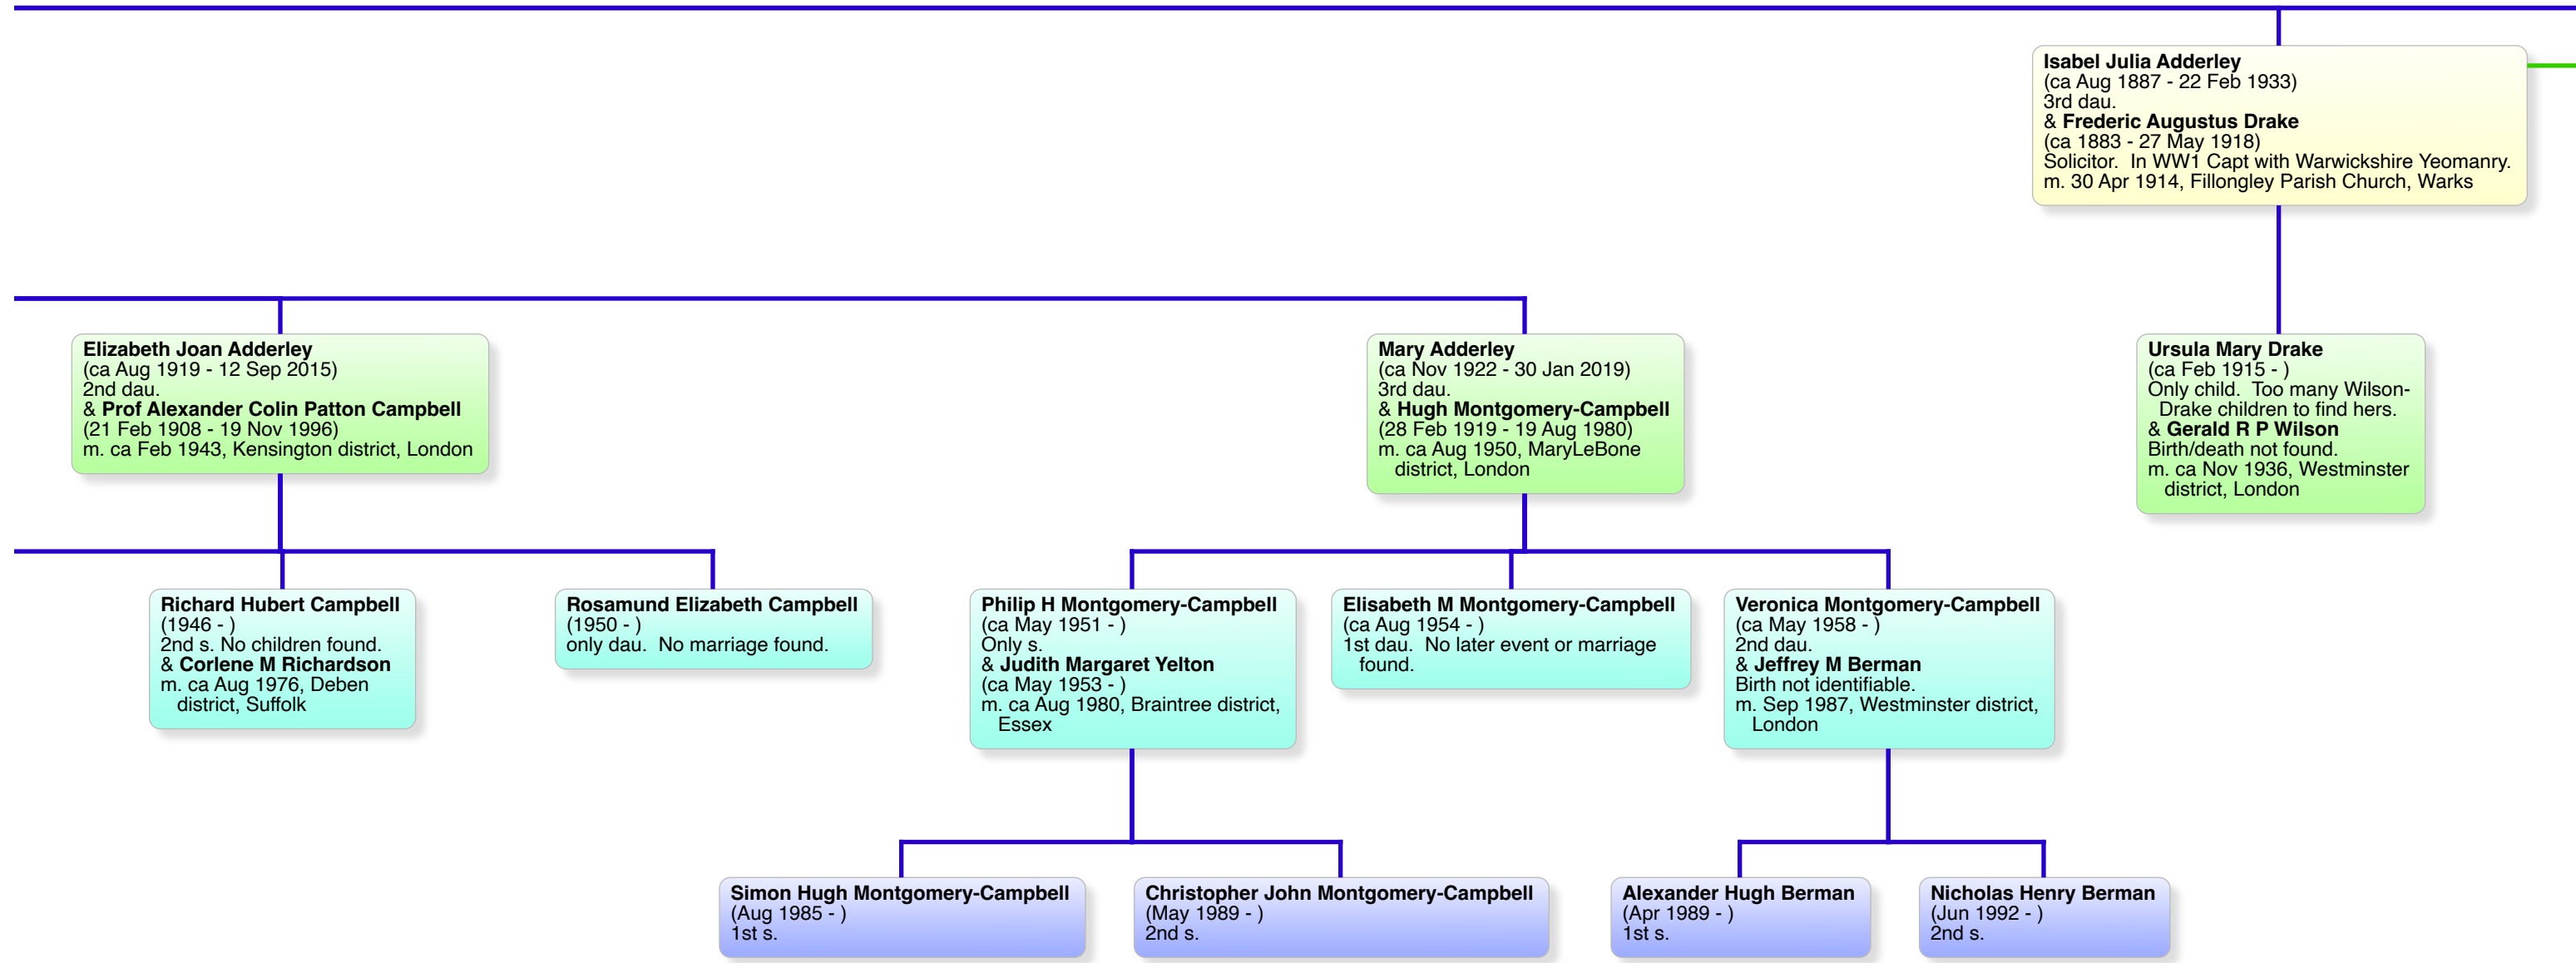 Isabel Julia Adderley
(ca Aug 1887 - 22 Feb 1933)
3rd dau.
& Frederic Augustus Drake
(ca 1883 - 27 May 1918)
Solicitor.  In WW1 Capt with Warwickshire Yeomanry.
m. 30 Apr 1914, Fillongley Parish Church, Warks
Elizabeth Joan Adderley
(ca Aug 1919 - 12 Sep 2015)
2nd dau.
& Prof Alexander Colin Patton Campbell
(21 Feb 1908 - 19 Nov 1996)
m. ca Feb 1943, Kensington district, London
Mary Adderley
(ca Nov 1922 - 30 Jan 2019)
3rd dau.
& Hugh Montgomery-Campbell
(28 Feb 1919 - 19 Aug 1980)
m. ca Aug 1950, MaryLeBone
district, London
Ursula Mary Drake
(ca Feb 1915 - )
Only child.  Too many Wilson-
Drake children to find hers.
& Gerald R P Wilson
Birth/death not found.
m. ca Nov 1936, Westminster
district, London
Richard Hubert Campbell
(1946 - )
2nd s. No children found.
& Corlene M Richardson
m. ca Aug 1976, Deben
district, Suffolk
Rosamund Elizabeth Campbell
(1950 - )
only dau.  No marriage found.
Philip H Montgomery-Campbell
(ca May 1951 - )
Only s.
& Judith Margaret Yelton
(ca May 1953 - )
m. ca Aug 1980, Braintree district,
Essex
Elisabeth M Montgomery-Campbell
(ca Aug 1954 - )
1st dau.  No later event or marriage
found.
Veronica Montgomery-Campbell
(ca May 1958 - )
2nd dau.
& Jeffrey M Berman
Birth not identifiable.
m. Sep 1987, Westminster district,
London
Simon Hugh Montgomery-Campbell
(Aug 1985 - )
1st s.
Christopher John Montgomery-Campbell
(May 1989 - )
2nd s.
Alexander Hugh Berman
(Apr 1989 - )
1st s.
Nicholas Henry Berman
(Jun 1992 - )
2nd s.